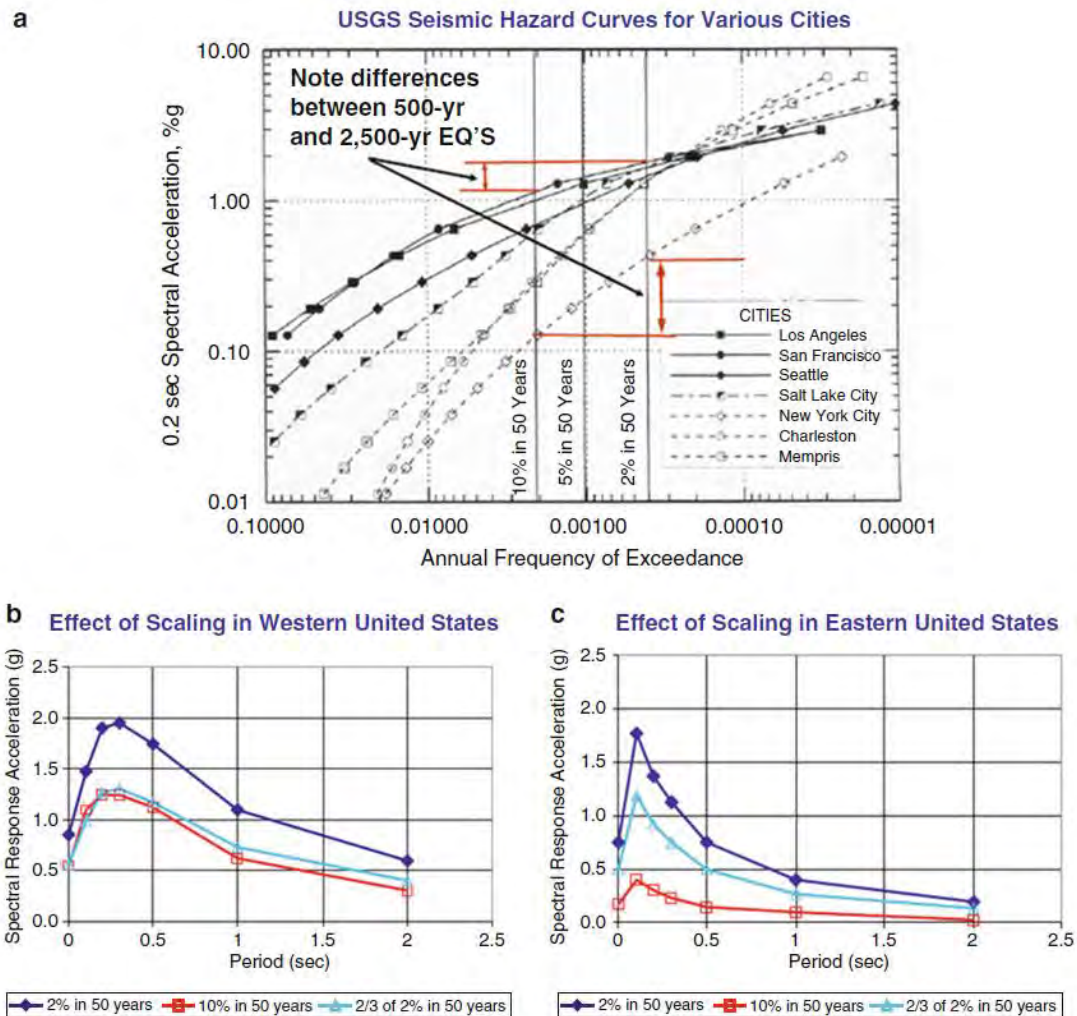 a
USGS Seismic Hazard Curves for Various Cities
0.2 sec Spectral Acceleration, %g
10.00
1.00
0.10
0.01
Note differences
between 500-yr
and 2,500-yr EQ'S
10% in 50 Years
5% in 50 Years
2% in 50 Years
CITIES
Los Angeles
San Francisco
Seattle
Salt Lake City
New York City
Charleston
Mempris
0.10000 0.01000 0.00100 0.00010 0.00001
Annual Frequency of Exceedance
b
Effect of Scaling in Western United States
Spectral Response Acceleration (g)
2.5
2.0
1.5
1.0
0.5
0.0
0 0.5 1 1.5 2 2.5
Period (sec)
2% in 50 years 10% in 50 years 2/3 of 2% in 50 years
c
Effect of Scaling in Eastern United States
Spectral Response Acceleration (g)
2.5
2.0
1.5
1.0
0.5
0.0
0 0.5 1 1.5 2 2.5
Period (sec)
2% in 50 years 10% in 50 years 2/3 of 2% in 50 years